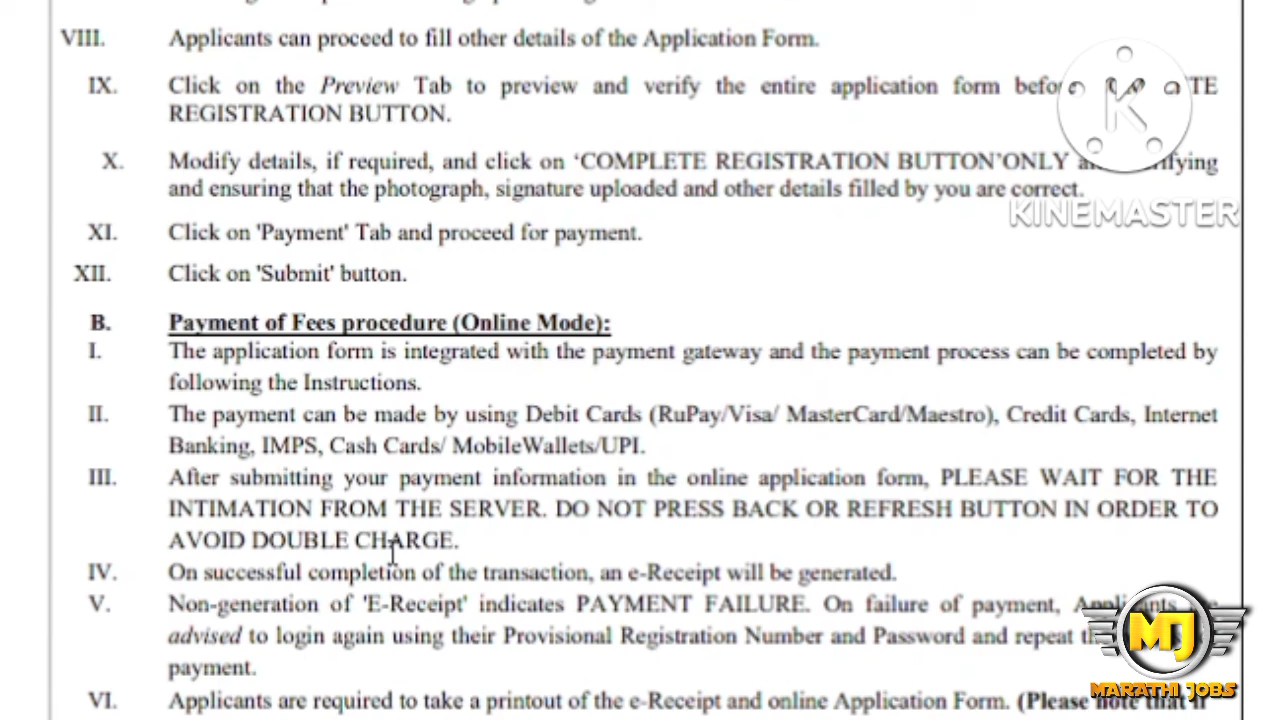 VIII. Applicants can proceed to fill other details of the Application Form.
IX. Click on the Preview Tab to preview and verify the entire application form before
REGISTRATION BUTTON.
X. Modify details, if required, and click on ‘COMPLETE REGISTRATION BUTTON’ONLY
and ensuring that the photograph, signature uploaded and other details filled by you are correct.
KINEMASTER
XI. Click on 'Payment' Tab and proceed for payment.
XII. Click on 'Submit' button.
B. Payment of Fees procedure (Online Mode):
I. The application form is integrated with the payment gateway and the payment process can be completed by
following the Instructions.
II. The payment can be made by using Debit Cards (RuPay/Visa/ MasterCard/Maestro), Credit Cards, Internet
Banking, IMPS, Cash Cards/ MobileWallets/UPI.
III. After submitting your payment information in the online application form, PLEASE WAIT FOR THE
INTIMATION FROM THE SERVER. DO NOT PRESS BACK OR REFRESH BUTTON IN ORDER TO
AVOID DOUBLE CHARGE.
IV. On successful completion of the transaction, an e-Receipt will be generated.
V. Non-generation of 'E-Receipt' indicates PAYMENT FAILURE. On failure of payment, Applicants
advised to login again using their Provisional Registration Number and Password and repeat
payment.
VI. Applicants are required to take a printout of the e-Receipt and online Application Form. (Please note that if
MJ
MARATHI JOBS